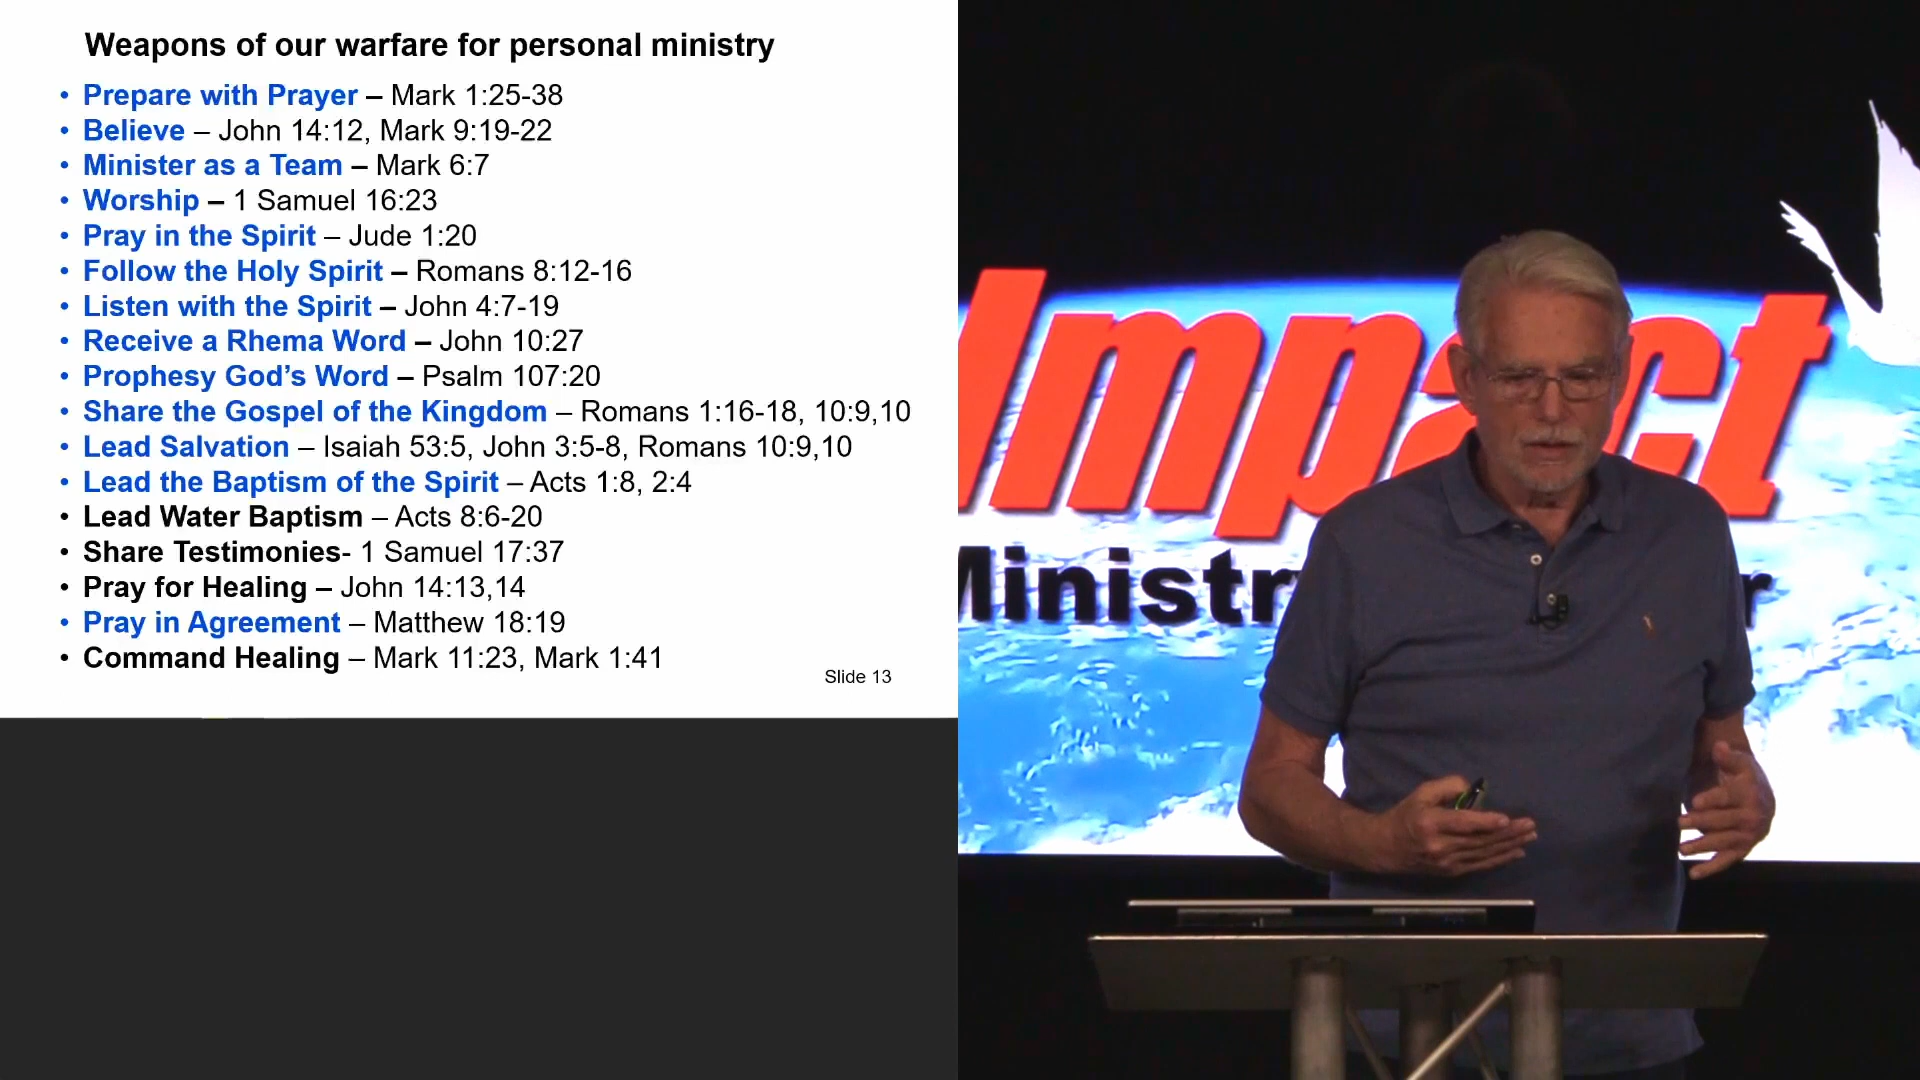 Weapons of our warfare for personal ministry
• Prepare with Prayer – Mark 1:25-38
• Believe – John 14:12, Mark 9:19-22
• Minister as a Team – Mark 6:7
• Worship – 1 Samuel 16:23
• Pray in the Spirit – Jude 1:20
• Follow the Holy Spirit – Romans 8:12-16
• Listen with the Spirit – John 4:7-19
• Receive a Rhema Word – John 10:27
• Prophesy God’s Word – Psalm 107:20
• Share the Gospel of the Kingdom – Romans 1:16-18, 10:9,10
• Lead Salvation – Isaiah 53:5, John 3:5-8, Romans 10:9,10
• Lead the Baptism of the Spirit – Acts 1:8, 2:4
• Lead Water Baptism – Acts 8:6-20
• Share Testimonies- 1 Samuel 17:37
• Pray for Healing – John 14:13,14
• Pray in Agreement – Matthew 18:19
• Command Healing – Mark 11:23, Mark 1:41
Slide 13
Impact